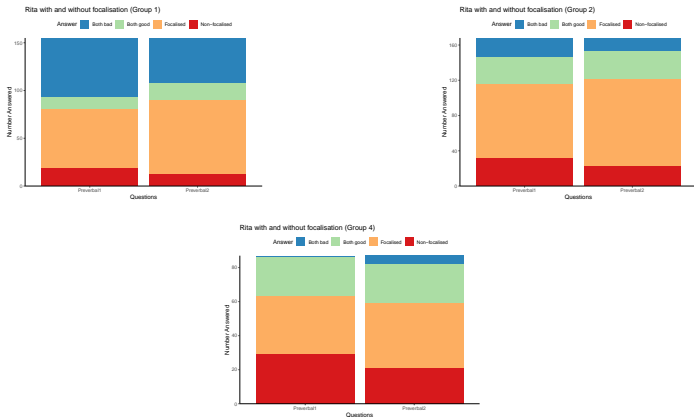 Rita with and without focalisation (Group 1)
Answer Both bad Both good Focalised Non-focalised
Number Answered
150
100
50
0
Preverbal1 Preverbal2
Questions
Rita with and without focalisation (Group 2)
Answer Both bad Both good Focalised Non-focalised
Number Answered
160
120
80
40
0
Preverbal1 Preverbal2
Questions
Rita with and without focalisation (Group 4)
Answer Both bad Both good Focalised Non-focalised
Number Answered
80
60
40
20
0
Preverbal1 Preverbal2
Questions